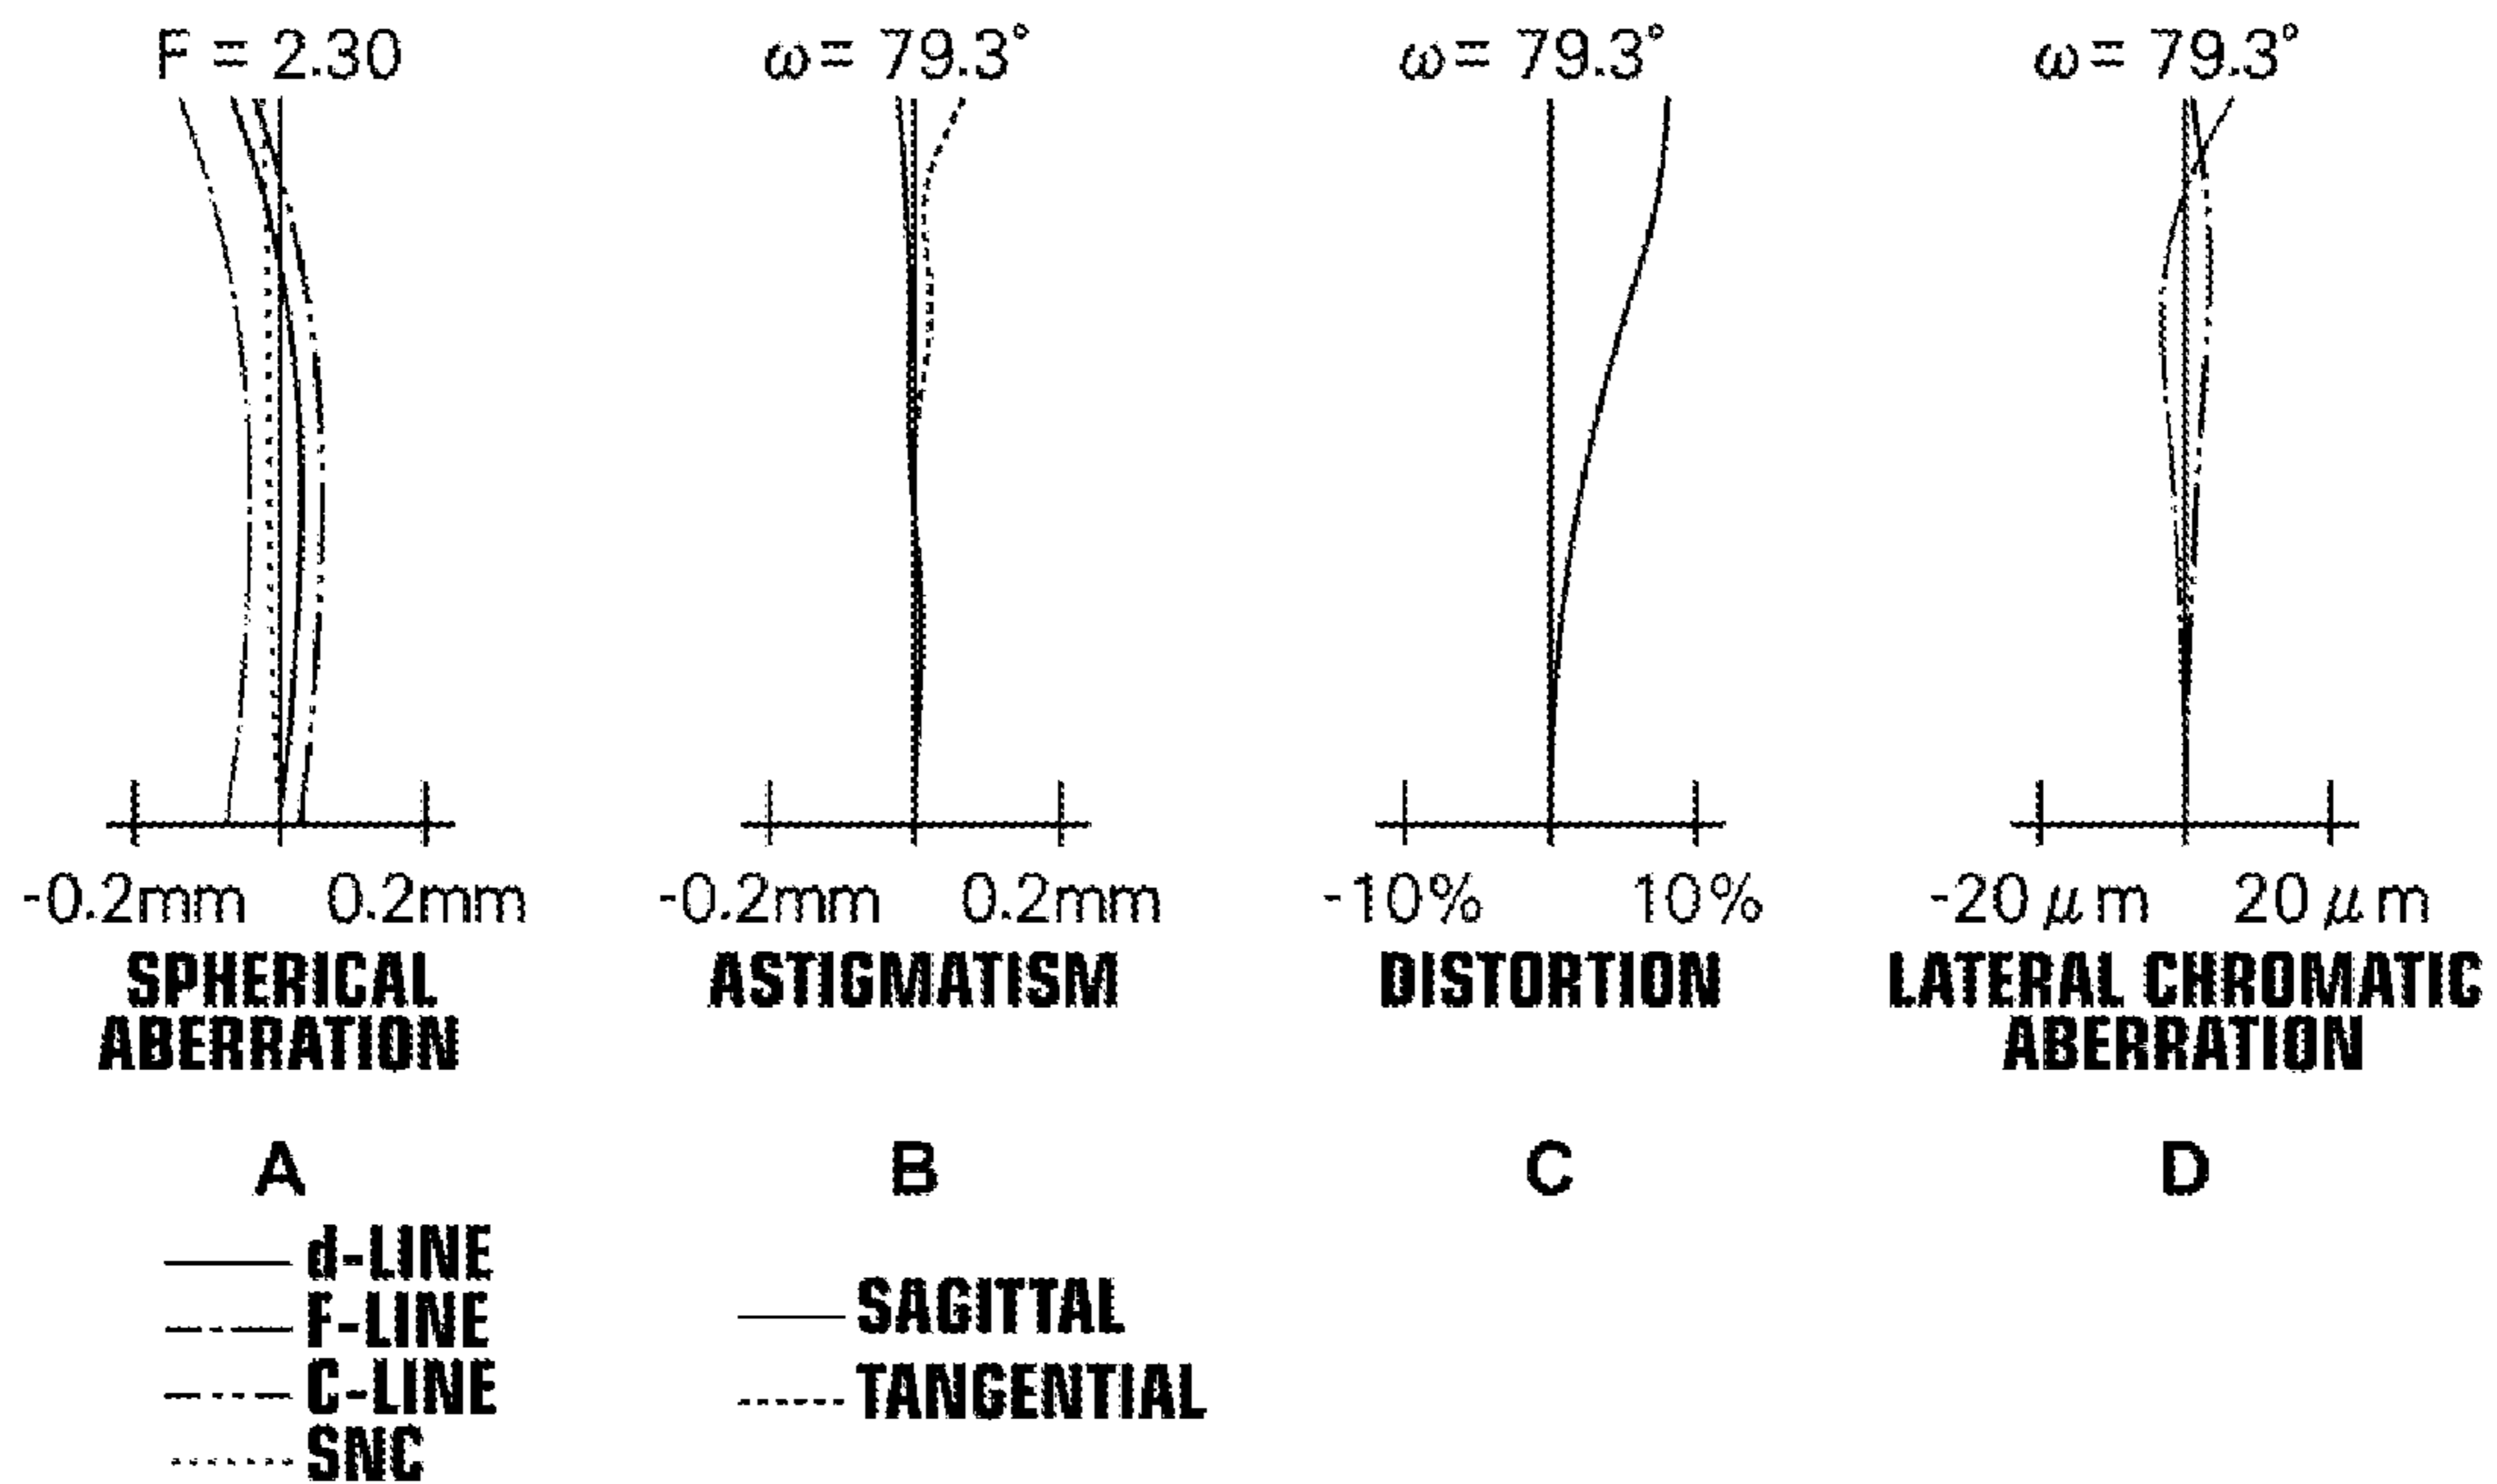 F = 2.30
ω= 79.3°
ω= 79.3°
ω= 79.3°
-0.2mm 0.2mm
-0.2mm 0.2mm
-10% 10%
-20μm 20μm
SPHERICAL
ABERRATION
ASTIGMATISM
DISTORTION
LATERAL CHROMATIC
ABERRATION
A
B
C
D
d-LINE
F-LINE
C-LINE
SNC
SAGITTAL
TANGENTIAL